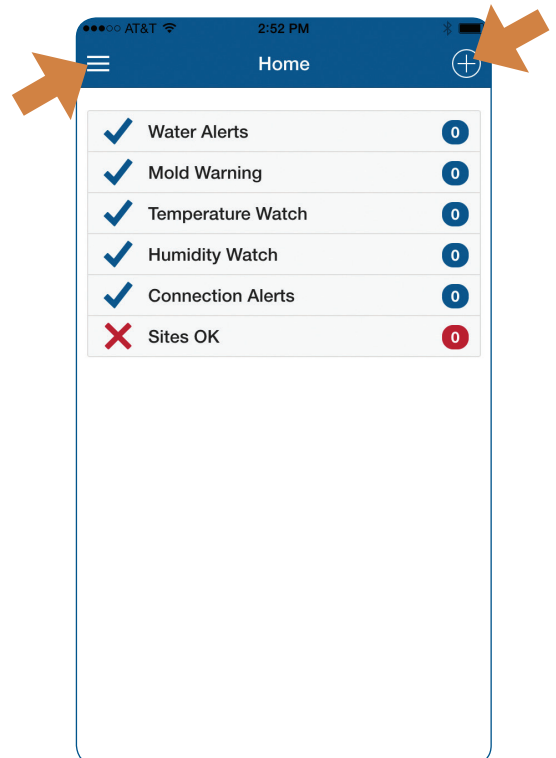 AT&T 2:52 PM
Home
Water Alerts 0
Mold Warning 0
Temperature Watch 0
Humidity Watch 0
Connection Alerts 0
Sites OK 0